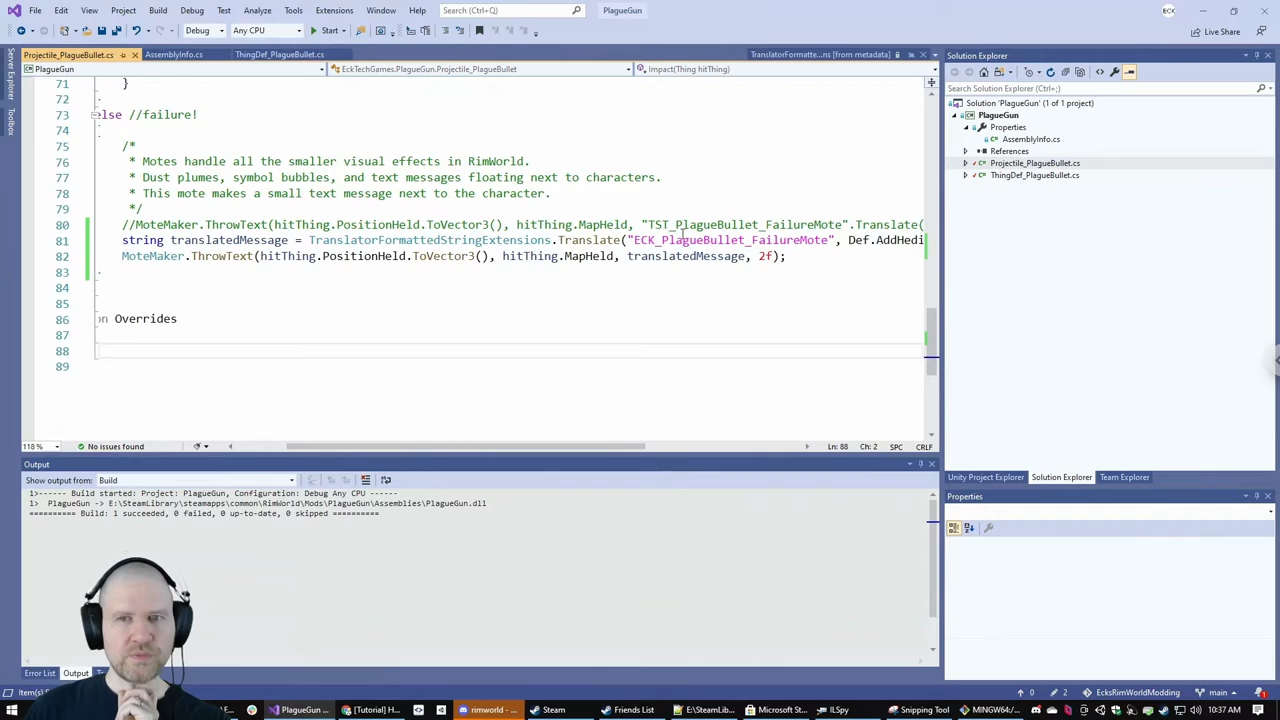 File Edit View Git Project Build Debug Test Analyze Tools Extensions Window Help Search (Ctrl+Q) PlagueGun ECK
Debug Any CPU Start Live Share
Projectile_PlagueBullet.cs AssemblyInfo.cs ThingDef_PlagueBullet.cs TranslatorFormatte...ns [from metadata]
PlagueGun EckTechGames.PlagueGun.Projectile_PlagueBullet Impact(Thing hitThing)
71 }
72
73 else //failure!
74
75 /*
76 * Motes handle all the smaller visual effects in RimWorld.
77 * Dust plumes, symbol bubbles, and text messages floating next to characters.
78 * This mote makes a small text message next to the character.
79 */
80 //MoteMaker.ThrowText(hitThing.PositionHeld.ToVector3(), hitThing.MapHeld, "TST_PlagueBullet_FailureMote".Translate(
81 string translatedMessage = TranslatorFormattedStringExtensions.Translate("ECK_PlagueBullet_FailureMote", Def.AddHedi
82 MoteMaker.ThrowText(hitThing.PositionHeld.ToVector3(), hitThing.MapHeld, translatedMessage, 2f);
83
84
85
86 on Overrides
87
88
89
118 % No issues found Ln: 88 Ch: 2 SPC CRLF
Server Explorer
Toolbox
Output
Show output from: Build
1>------ Build started: Project: PlagueGun, Configuration: Debug Any CPU ------
1> PlagueGun -> E:\SteamLibrary\steamapps\common\RimWorld\Mods\PlagueGun\Assemblies\PlagueGun.dll
========== Build: 1 succeeded, 0 failed, 0 up-to-date, 0 skipped ==========
Error List Output
Solution Explorer
Search Solution Explorer (Ctrl+;)
Solution 'PlagueGun' (1 of 1 project)
PlagueGun
Properties
AssemblyInfo.cs
References
Projectile_PlagueBullet.cs
ThingDef_PlagueBullet.cs
Unity Project Explorer Solution Explorer Team Explorer
Properties
Item(s) 0 2 EcksRimWorldModding main 1
PlagueGun ... [Tutorial] H... rimworld - ... Steam Friends List E:\SteamLib... Microsoft St... ILSpy Snipping Tool MINGW64:/... 10:37 AM